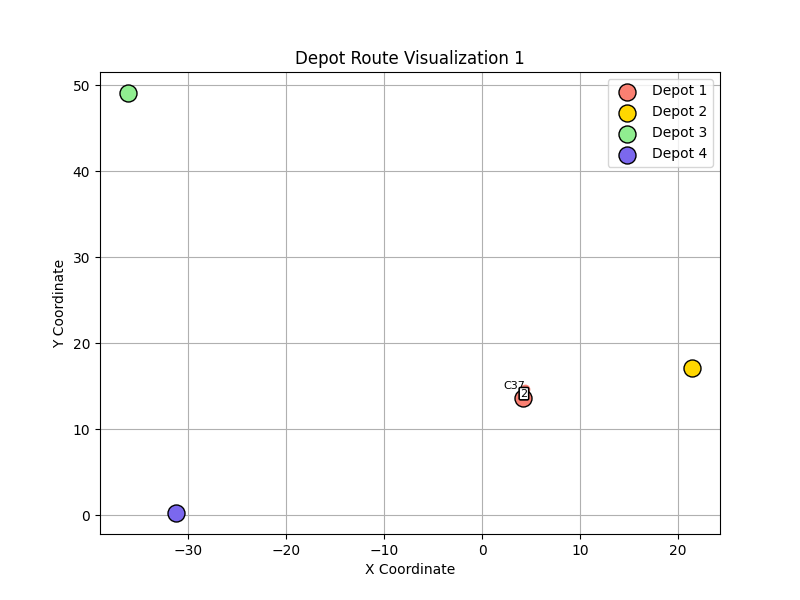 Depot Route Visualization 1
Depot 1
Depot 2
Depot 3
Depot 4
50
40
30
20
10
0
Y Coordinate
C37
2
−30
−20
−10
0
10
20
X Coordinate